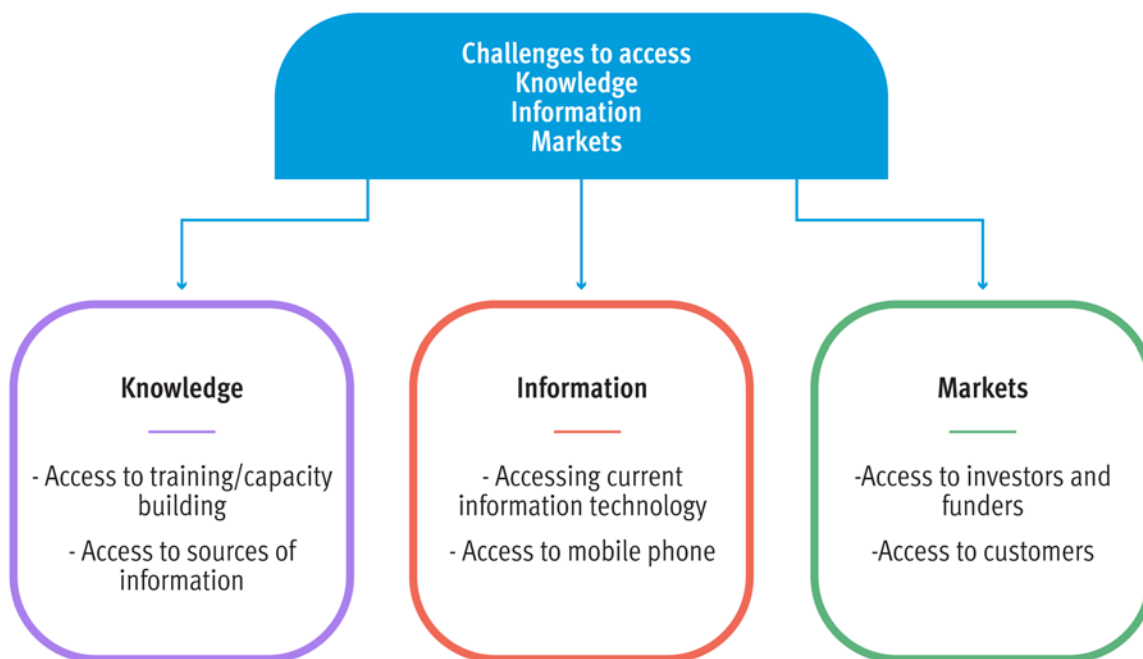 Challenges to access
Knowledge
Information
Markets
Knowledge
- Access to training/capacity
building
- Access to sources of
information
Information
- Accessing current
information technology
- Access to mobile phone
Markets
-Access to investors and
funders
-Access to customers